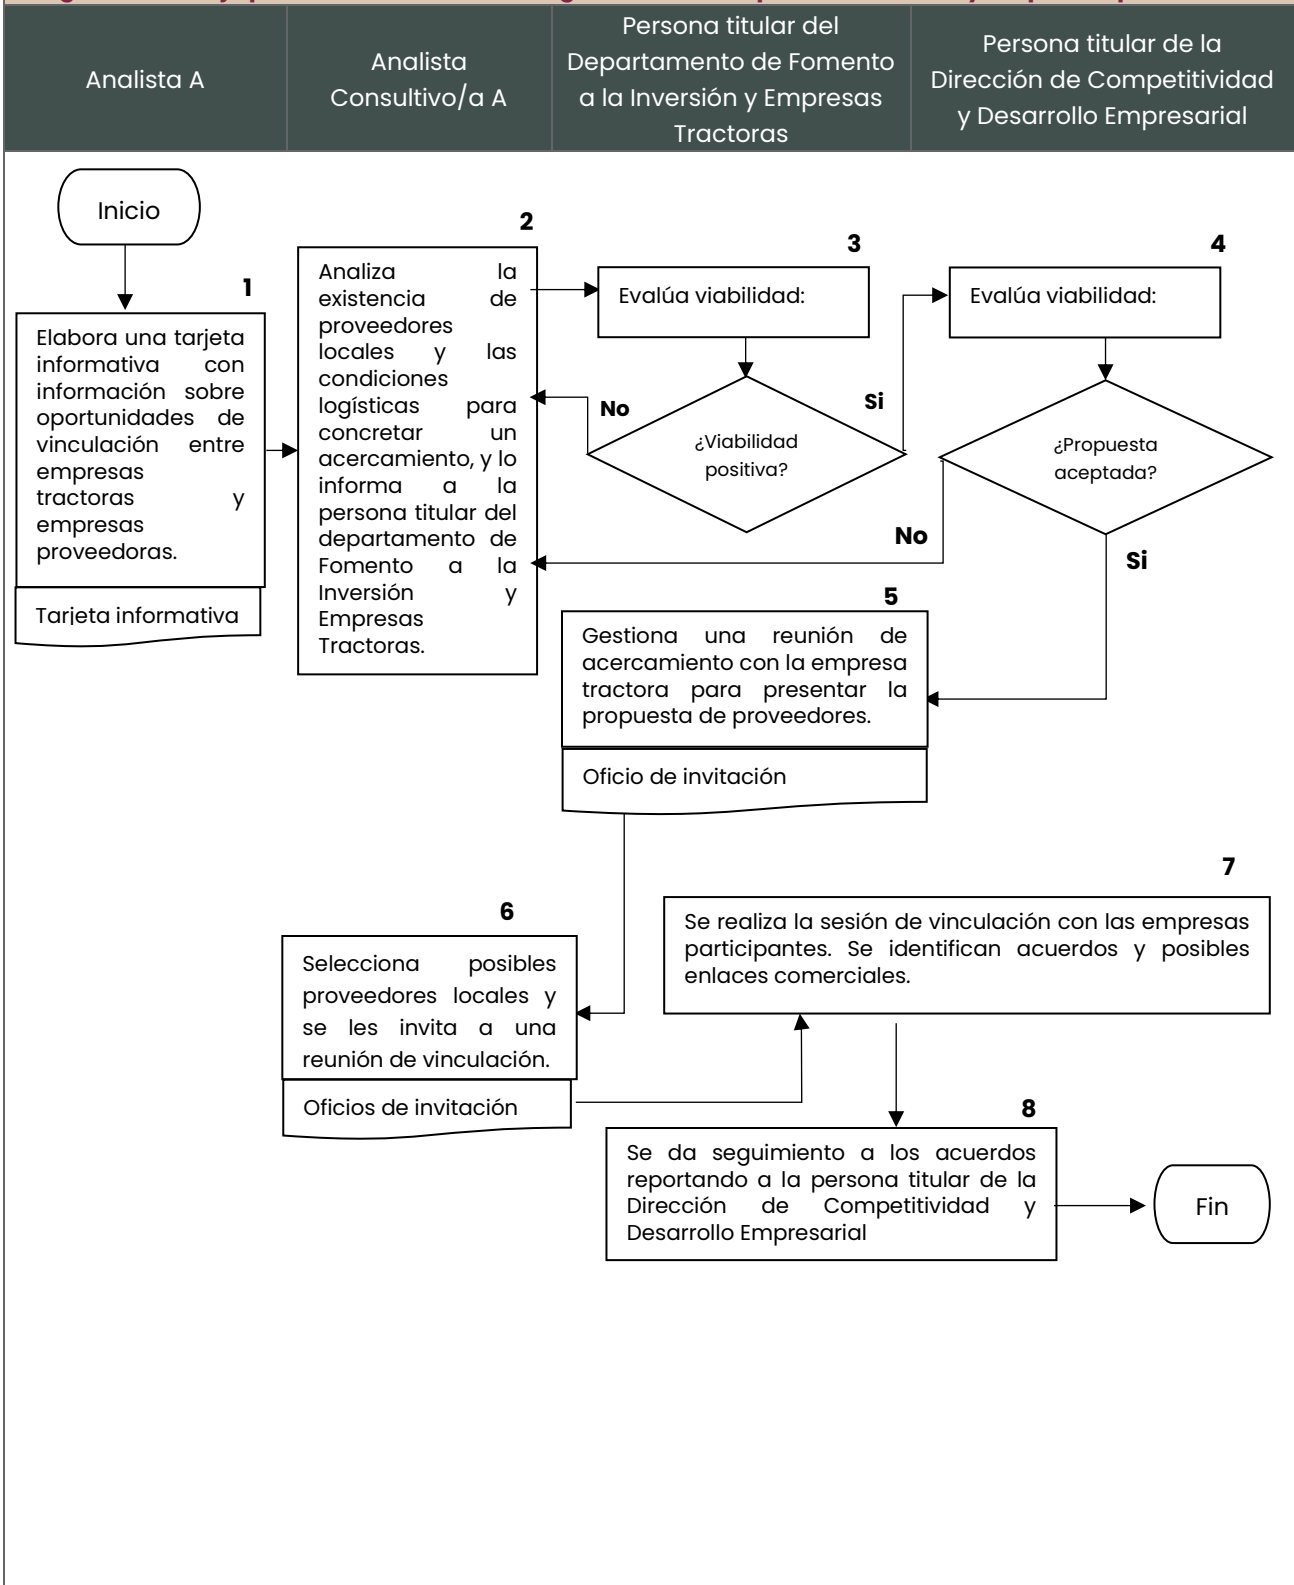 Analista A
Analista
Consultivo/a A
Persona titular del
Departamento de Fomento
a la Inversión y Empresas
Tractoras
Persona titular de la
Dirección de Competitividad
y Desarrollo Empresarial
Inicio
1
Elabora una tarjeta
informativa con
información sobre
oportunidades de
vinculación entre
empresas
tractoras y
empresas
proveedoras.
Tarjeta informativa
2
Analiza la
existencia de
proveedores
locales y las
condiciones
logísticas para
concretar un
acercamiento, y lo
informa a la
persona titular del
departamento de
Fomento a la
Inversión y
Empresas
Tractoras.
3
Evalúa viabilidad:
No
Si
¿Viabilidad
positiva?
4
Evalúa viabilidad:
¿Propuesta
aceptada?
No
Si
5
Gestiona una reunión de
acercamiento con la empresa
tractora para presentar la
propuesta de proveedores.
Oficio de invitación
6
Selecciona posibles
proveedores locales y
se les invita a una
reunión de vinculación.
Oficios de invitación
7
Se realiza la sesión de vinculación con las empresas
participantes. Se identifican acuerdos y posibles
enlaces comerciales.
8
Se da seguimiento a los acuerdos
reportando a la persona titular de la
Dirección de Competitividad y
Desarrollo Empresarial
Fin